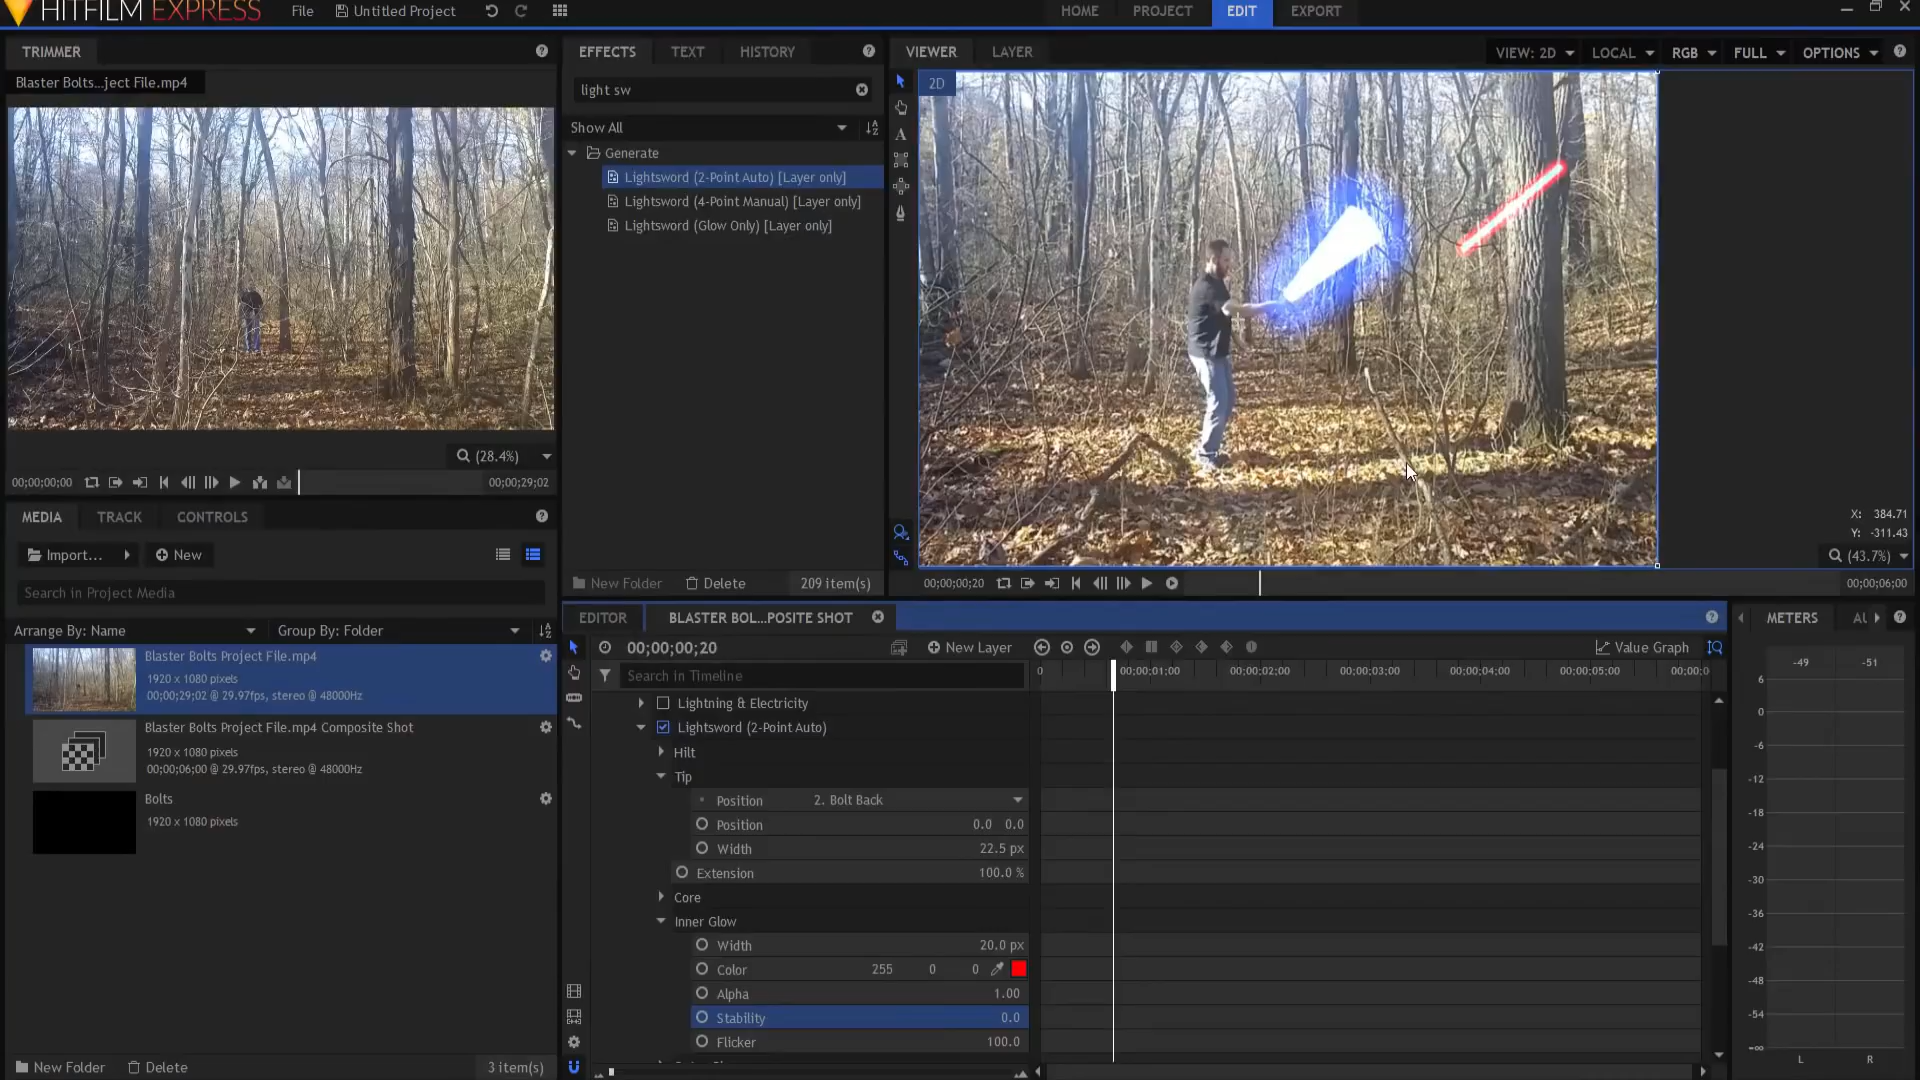 HITFILM EXPRESS
File
Untitled Project
HOME
PROJECT
EDIT
EXPORT
TRIMMER
Blaster Bolts...ject File.mp4
(28.4%)
00;00;00;00
00;00;29;02
EFFECTS
TEXT
HISTORY
light sw
Show All
Generate
Lightsword (2-Point Auto) [Layer only]
Lightsword (4-Point Manual) [Layer only]
Lightsword (Glow Only) [Layer only]
New Folder
Delete
209 item(s)
VIEWER
LAYER
VIEW: 2D
LOCAL
RGB
FULL
OPTIONS
2D
A
X: 384.71
Y: -311.43
(43.7%)
00;00;00;20
00;00;06;00
MEDIA
TRACK
CONTROLS
Import...
New
Search in Project Media
Arrange By: Name
Group By: Folder
Blaster Bolts Project File.mp4
1920 x 1080 pixels
00;00;29;02 @ 29.97fps, stereo @ 48000Hz
Blaster Bolts Project File.mp4 Composite Shot
1920 x 1080 pixels
00;00;06;00 @ 29.97fps, stereo @ 48000Hz
Bolts
1920 x 1080 pixels
New Folder
Delete
3 item(s)
EDITOR
BLASTER BOL...POSITE SHOT
00;00;00;20
New Layer
Value Graph
Search in Timeline
0
00;00;01;00
00;00;02;00
00;00;03;00
00;00;04;00
00;00;05;00
00;00;0
Lightning & Electricity
Lightsword (2-Point Auto)
Hilt
Tip
Position 2. Bolt Back
Position 0.0 0.0
Width 22.5 px
Extension 100.0 %
Core
Inner Glow
Width 20.0 px
Color 255 0 0
Alpha 1.00
Stability 0.0
Flicker 100.0
METERS
AU
-49 -51
6
0
-6
-12
-18
-24
-30
-36
-42
-48
-54
-∞
L R